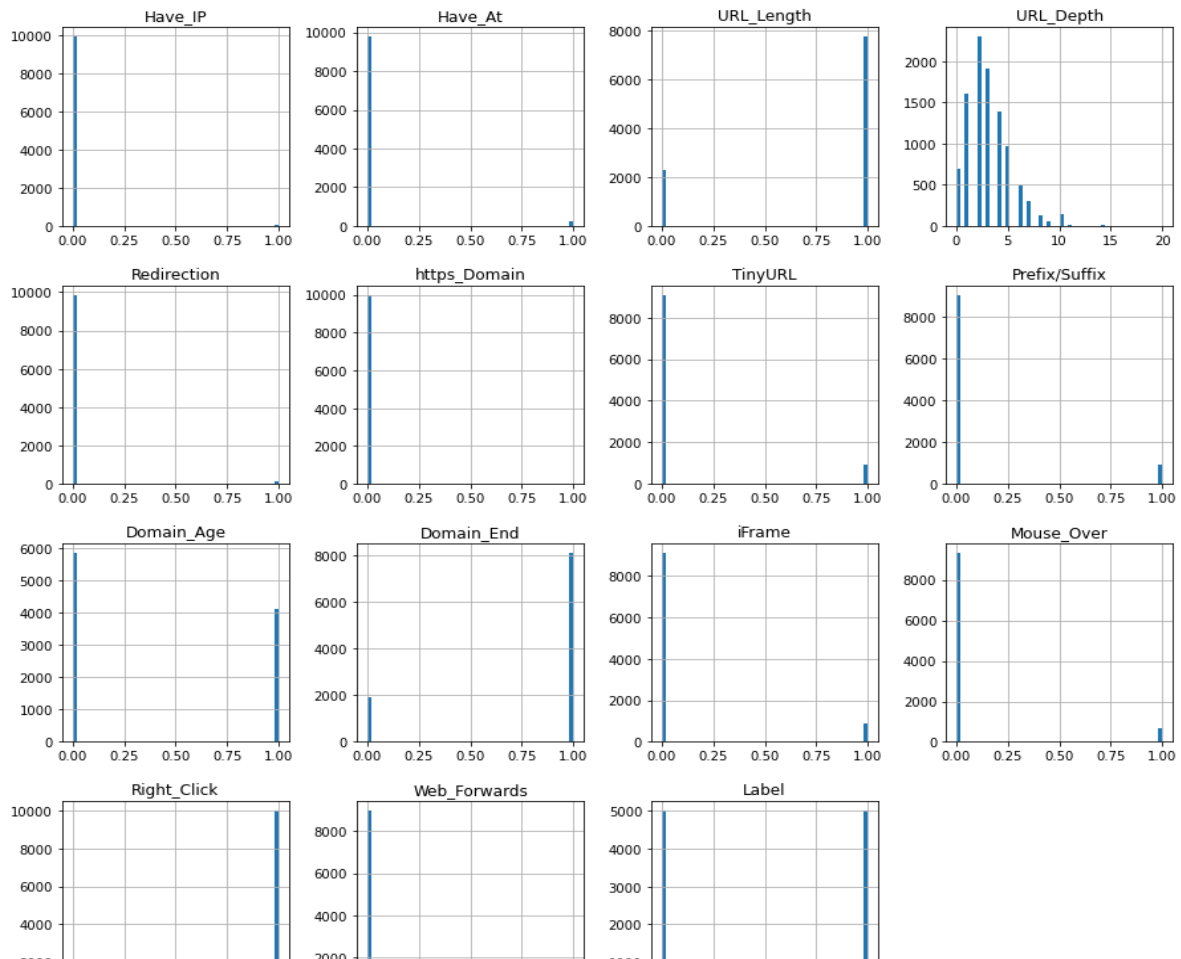 Have_IP Have_At URL_Length URL_Depth
10000 10000 8000
8000 8000 6000 2000
6000 6000 4000 1500
4000 4000 1000
2000 2000 2000 500
0 0 0 0
0.00 0.25 0.50 0.75 1.00 0.00 0.25 0.50 0.75 1.00 0.00 0.25 0.50 0.75 1.00 0 5 10 15 20
Redirection https_Domain TinyURL Prefix/Suffix
10000 10000
8000 8000 8000 8000
6000 6000 6000 6000
4000 4000 4000 4000
2000 2000 2000 2000
0 0 0 0
0.00 0.25 0.50 0.75 1.00 0.00 0.25 0.50 0.75 1.00 0.00 0.25 0.50 0.75 1.00 0.00 0.25 0.50 0.75 1.00
Domain_Age Domain_End iFrame Mouse_Over
6000 8000 8000 8000
5000 6000 6000 6000
4000
3000 4000 4000 4000
2000 2000 2000 2000
1000
0 0 0 0
0.00 0.25 0.50 0.75 1.00 0.00 0.25 0.50 0.75 1.00 0.00 0.25 0.50 0.75 1.00 0.00 0.25 0.50 0.75 1.00
Right_Click Web_Forwards Label
10000 8000 5000
8000 6000 4000
6000 3000
4000 4000 2000
2000